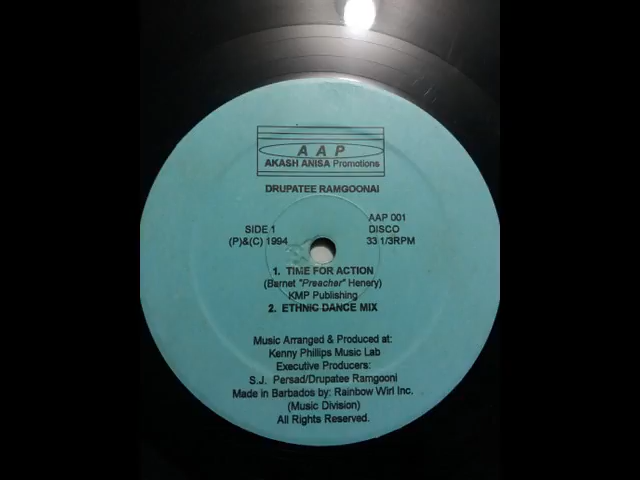 A A P
AKASH ANISA Promotions
DRUPATEE RAMGOONAI
SIDE 1
(P)&(C) 1994
AAP 001
DISCO
33 1/3RPM
1. TIME FOR ACTION
(Barnet "Preacher" Henery)
KMP Publishing
2. ETHNIC DANCE MIX
Music Arranged & Produced at:
Kenny Phillips Music Lab
Executive Producers:
S.J. Persad/Drupatee Ramgooni
Made in Barbados by: Rainbow Wirl Inc.
(Music Division)
All Rights Reserved.